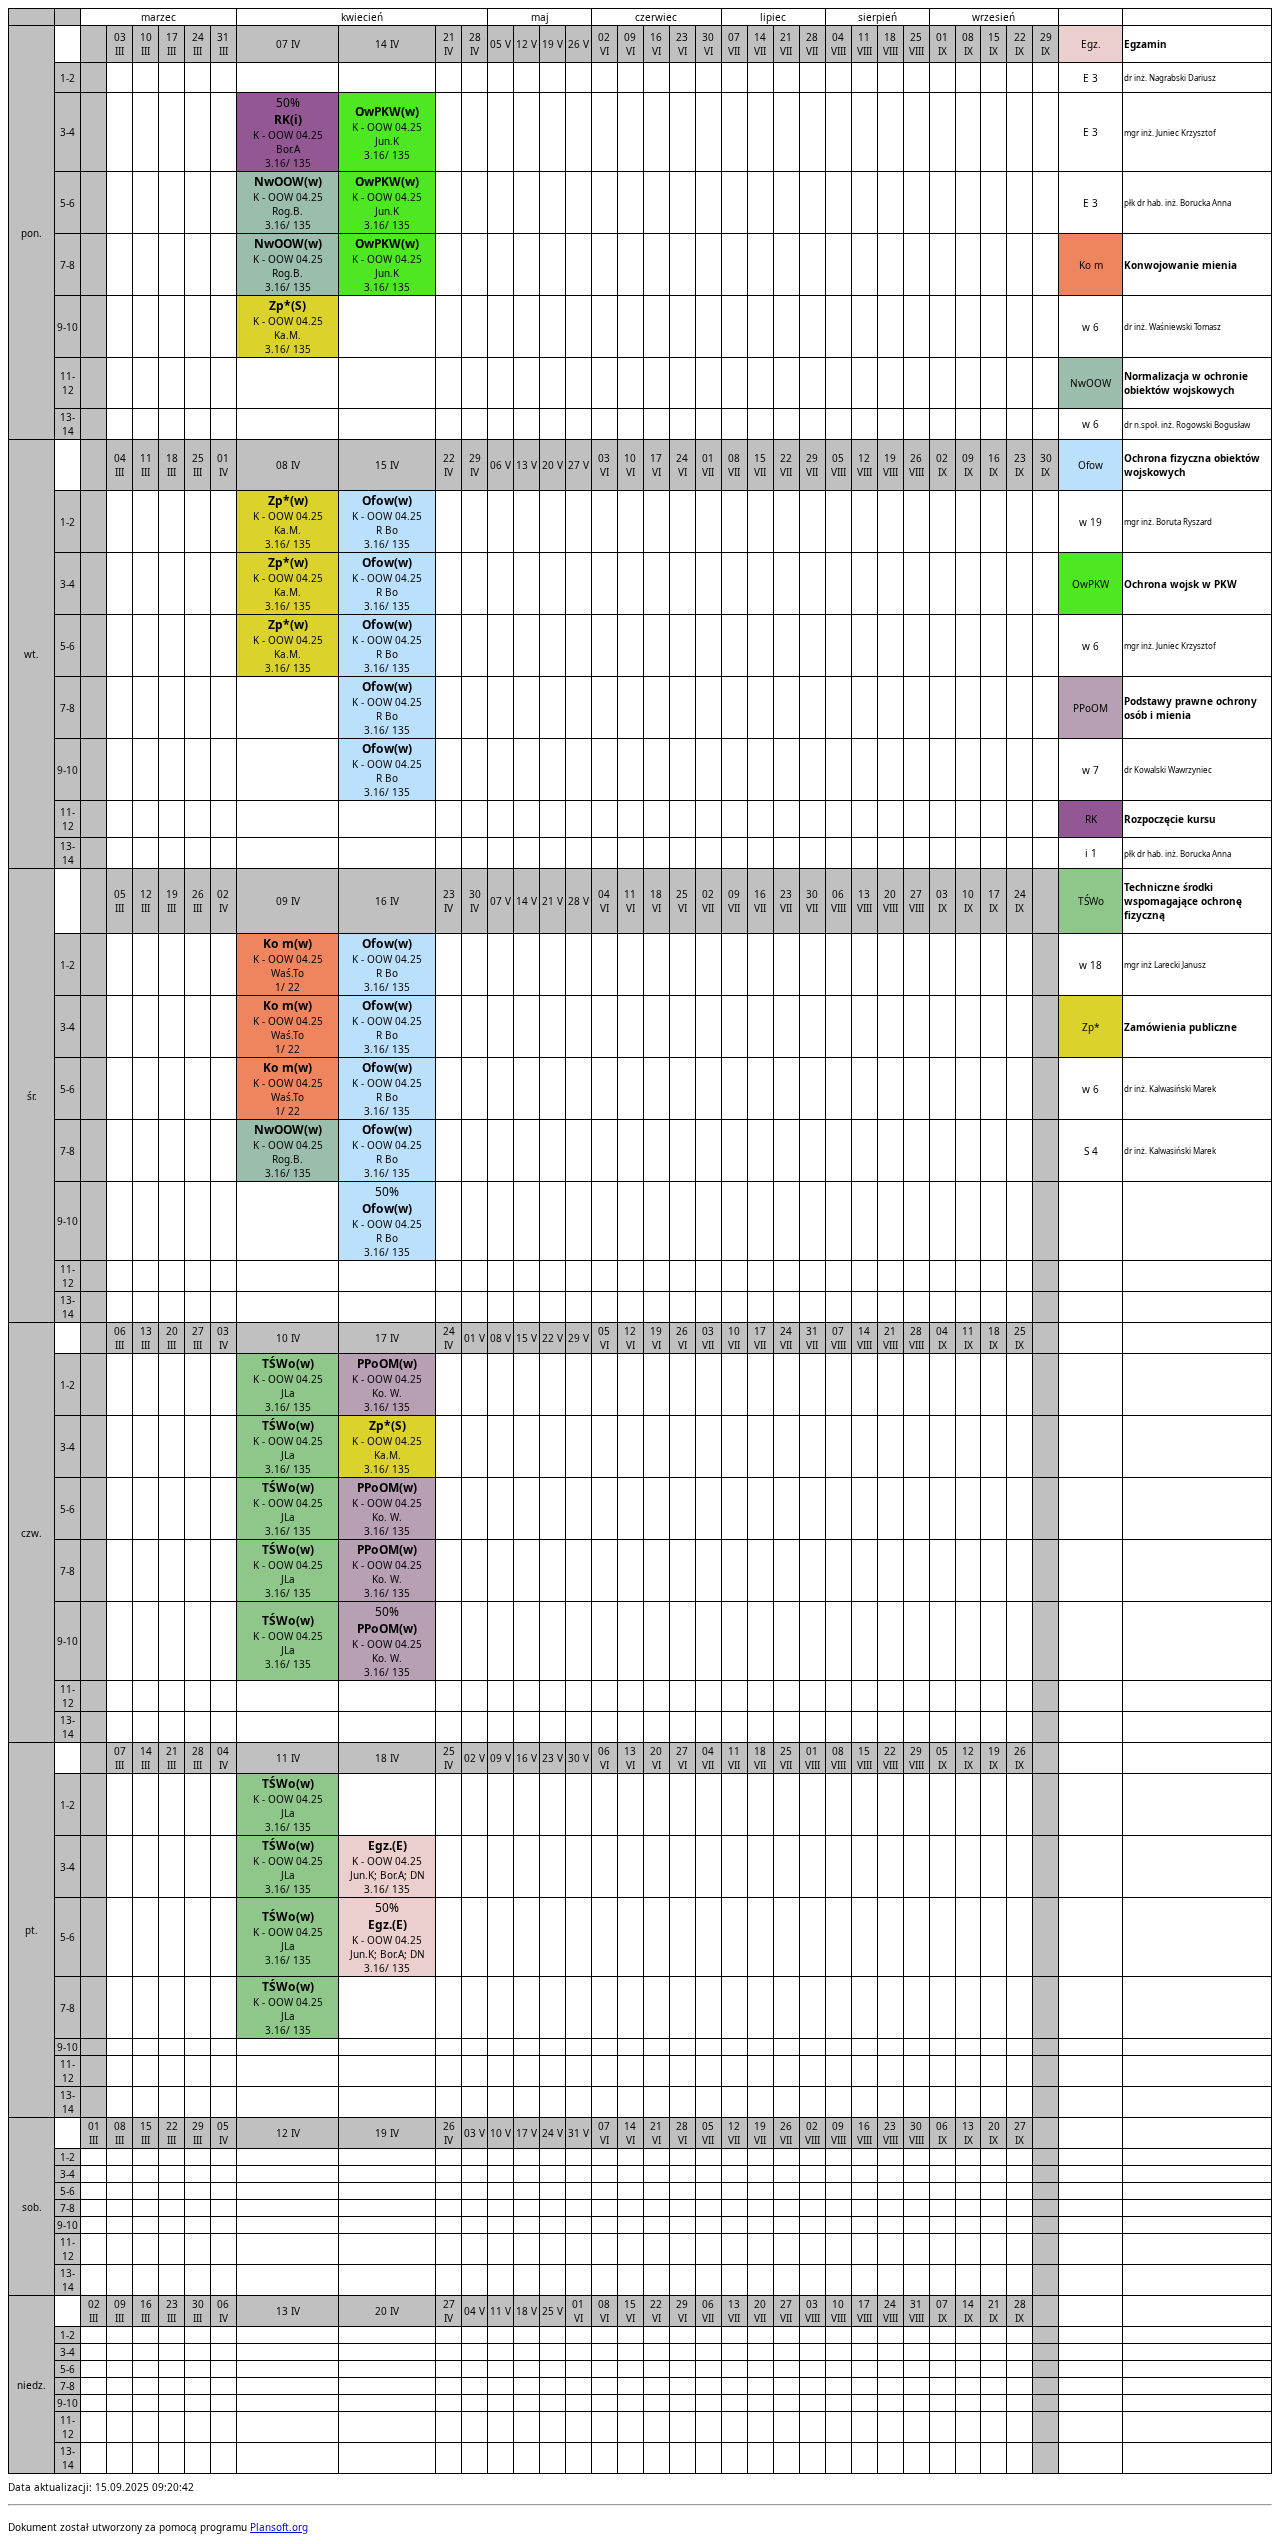 marzec kwiecień maj czerwiec lipiec sierpień wrzesień
pon. 03 III 10 III 17 III 24 III 31 III 07 IV 14 IV 21 IV 28 IV 05 V 12 V 19 V 26 V 02 VI 09 VI 16 VI 23 VI 30 VI 07 VII 14 VII 21 VII 28 VII 04 VIII 11 VIII 18 VIII 25 VIII 01 IX 08 IX 15 IX 22 IX 29 IX Egz. Egzamin
1-2 E 3 dr inż. Nagrabski Dariusz
3-4 50% RK(i) K - OOW 04.25 Bor.A 3.16/ 135 OwPKW(w) K - OOW 04.25 Jun.K 3.16/ 135 E 3 mgr inż. Juniec Krzysztof
5-6 NwOOW(w) K - OOW 04.25 Rog.B. 3.16/ 135 OwPKW(w) K - OOW 04.25 Jun.K 3.16/ 135 E 3 płk dr hab. inż. Borucka Anna
7-8 NwOOW(w) K - OOW 04.25 Rog.B. 3.16/ 135 OwPKW(w) K - OOW 04.25 Jun.K 3.16/ 135 Ko m Konwojowanie mienia
9-10 Zp*(S) K - OOW 04.25 Ka.M. 3.16/ 135 w 6 dr inż. Waśniewski Tomasz
11-12 NwOOW Normalizacja w ochronie obiektów wojskowych
13-14 w 6 dr n.społ. inż. Rogowski Bogusław
wt. 04 III 11 III 18 III 25 III 01 IV 08 IV 15 IV 22 IV 29 IV 06 V 13 V 20 V 27 V 03 VI 10 VI 17 VI 24 VI 01 VII 08 VII 15 VII 22 VII 29 VII 05 VIII 12 VIII 19 VIII 26 VIII 02 IX 09 IX 16 IX 23 IX 30 IX Ofow Ochrona fizyczna obiektów wojskowych
1-2 Zp*(w) K - OOW 04.25 Ka.M. 3.16/ 135 Ofow(w) K - OOW 04.25 R Bo 3.16/ 135 w 19 mgr inż. Boruta Ryszard
3-4 Zp*(w) K - OOW 04.25 Ka.M. 3.16/ 135 Ofow(w) K - OOW 04.25 R Bo 3.16/ 135 OwPKW Ochrona wojsk w PKW
5-6 Zp*(w) K - OOW 04.25 Ka.M. 3.16/ 135 Ofow(w) K - OOW 04.25 R Bo 3.16/ 135 w 6 mgr inż. Juniec Krzysztof
7-8 Ofow(w) K - OOW 04.25 R Bo 3.16/ 135 PPoOM Podstawy prawne ochrony osób i mienia
9-10 Ofow(w) K - OOW 04.25 R Bo 3.16/ 135 w 7 dr Kowalski Wawrzyniec
11-12 RK Rozpoczęcie kursu
13-14 i 1 płk dr hab. inż. Borucka Anna
śr. 05 III 12 III 19 III 26 III 02 IV 09 IV 16 IV 23 IV 30 IV 07 V 14 V 21 V 28 V 04 VI 11 VI 18 VI 25 VI 02 VII 09 VII 16 VII 23 VII 30 VII 06 VIII 13 VIII 20 VIII 27 VIII 03 IX 10 IX 17 IX 24 IX TŚWo Techniczne środki wspomagające ochronę fizyczną
1-2 Ko m(w) K - OOW 04.25 Waś.To 1/ 22 Ofow(w) K - OOW 04.25 R Bo 3.16/ 135 w 18 mgr inż Larecki Janusz
3-4 Ko m(w) K - OOW 04.25 Waś.To 1/ 22 Ofow(w) K - OOW 04.25 R Bo 3.16/ 135 Zp* Zamówienia publiczne
5-6 Ko m(w) K - OOW 04.25 Waś.To 1/ 22 Ofow(w) K - OOW 04.25 R Bo 3.16/ 135 w 6 dr inż. Kalwasiński Marek
7-8 NwOOW(w) K - OOW 04.25 Rog.B. 3.16/ 135 Ofow(w) K - OOW 04.25 R Bo 3.16/ 135 S 4 dr inż. Kalwasiński Marek
9-10 50% Ofow(w) K - OOW 04.25 R Bo 3.16/ 135
11-12
13-14
czw. 06 III 13 III 20 III 27 III 03 IV 10 IV 17 IV 24 IV 01 V 08 V 15 V 22 V 29 V 05 VI 12 VI 19 VI 26 VI 03 VII 10 VII 17 VII 24 VII 31 VII 07 VIII 14 VIII 21 VIII 28 VIII 04 IX 11 IX 18 IX 25 IX
1-2 TŚWo(w) K - OOW 04.25 JLa 3.16/ 135 PPoOM(w) K - OOW 04.25 Ko. W. 3.16/ 135
3-4 TŚWo(w) K - OOW 04.25 JLa 3.16/ 135 Zp*(S) K - OOW 04.25 Ka.M. 3.16/ 135
5-6 TŚWo(w) K - OOW 04.25 JLa 3.16/ 135 PPoOM(w) K - OOW 04.25 Ko. W. 3.16/ 135
7-8 TŚWo(w) K - OOW 04.25 JLa 3.16/ 135 PPoOM(w) K - OOW 04.25 Ko. W. 3.16/ 135
9-10 TŚWo(w) K - OOW 04.25 JLa 3.16/ 135 50% PPoOM(w) K - OOW 04.25 Ko. W. 3.16/ 135
11-12
13-14
pt. 07 III 14 III 21 III 28 III 04 IV 11 IV 18 IV 25 IV 02 V 09 V 16 V 23 V 30 V 06 VI 13 VI 20 VI 27 VI 04 VII 11 VII 18 VII 25 VII 01 VIII 08 VIII 15 VIII 22 VIII 29 VIII 05 IX 12 IX 19 IX 26 IX
1-2 TŚWo(w) K - OOW 04.25 JLa 3.16/ 135
3-4 TŚWo(w) K - OOW 04.25 JLa 3.16/ 135 Egz.(E) K - OOW 04.25 Jun.K; Bor.A; DN 3.16/ 135
5-6 TŚWo(w) K - OOW 04.25 JLa 3.16/ 135 50% Egz.(E) K - OOW 04.25 Jun.K; Bor.A; DN 3.16/ 135
7-8 TŚWo(w) K - OOW 04.25 JLa 3.16/ 135
9-10
11-12
13-14
sob. 01 III 08 III 15 III 22 III 29 III 05 IV 12 IV 19 IV 26 IV 03 V 10 V 17 V 24 V 31 V 07 VI 14 VI 21 VI 28 VI 05 VII 12 VII 19 VII 26 VII 02 VIII 09 VIII 16 VIII 23 VIII 30 VIII 06 IX 13 IX 20 IX 27 IX
1-2
3-4
5-6
7-8
9-10
11-12
13-14
niedz. 02 III 09 III 16 III 23 III 30 III 06 IV 13 IV 20 IV 27 IV 04 V 11 V 18 V 25 V 01 VI 08 VI 15 VI 22 VI 29 VI 06 VII 13 VII 20 VII 27 VII 03 VIII 10 VIII 17 VIII 24 VIII 31 VIII 07 IX 14 IX 21 IX 28 IX
1-2
3-4
5-6
7-8
9-10
11-12
13-14
Data aktualizacji: 15.09.2025 09:20:42
Dokument został utworzony za pomocą programu Plansoft.org